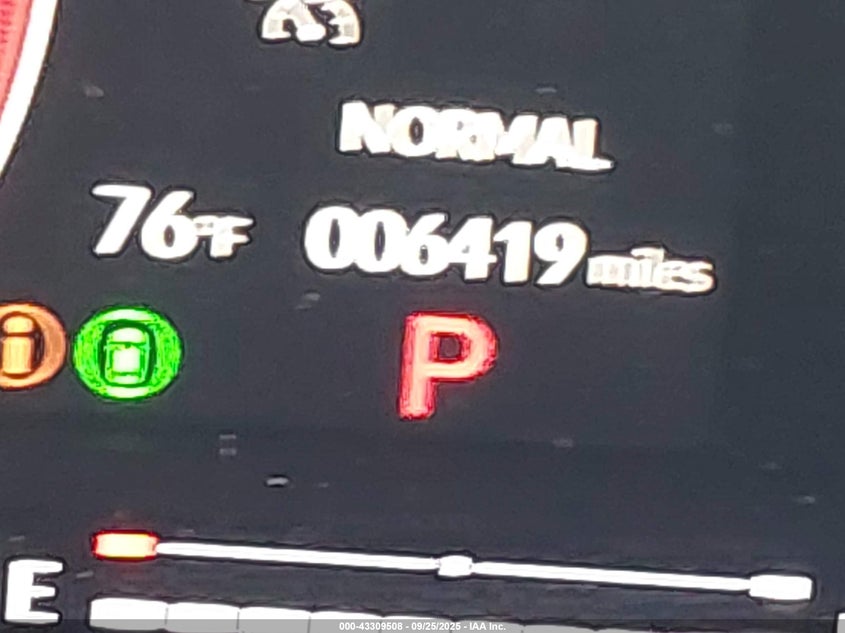 NORMAL
76°F 006419 miles
P
E
000-43309508 - 09/25/2025 - IAA Inc.